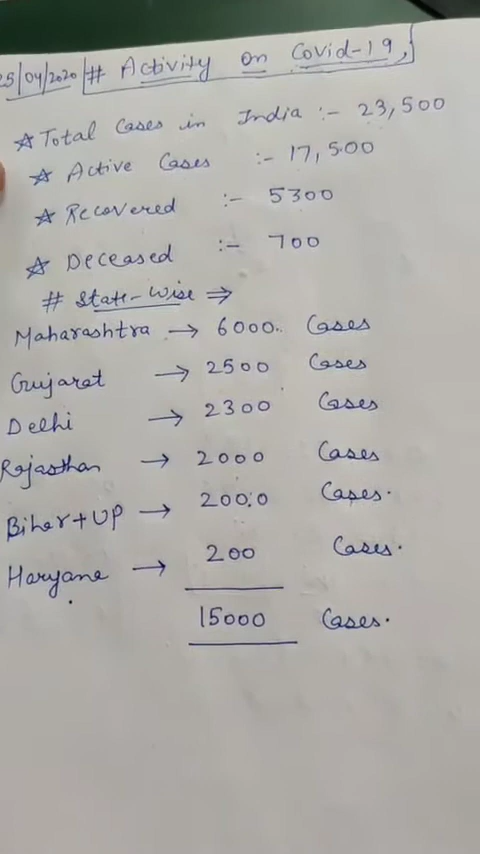 25/04/2020 # Activity on Covid-19,
☆ Total Cases in India :- 23,500
☆ Active Cases :- 17,500
☆ Recovered :- 5300
☆ Deceased :- 700
# State-Wise ⇒
Maharashtra → 6000.. Cases
Gujarat → 2500 Cases
Delhi → 2300 Cases
Rajasthan → 2000 Cases
Bihar+UP → 2000 Cases.
Haryana → 200 Cases.
15000 Cases.